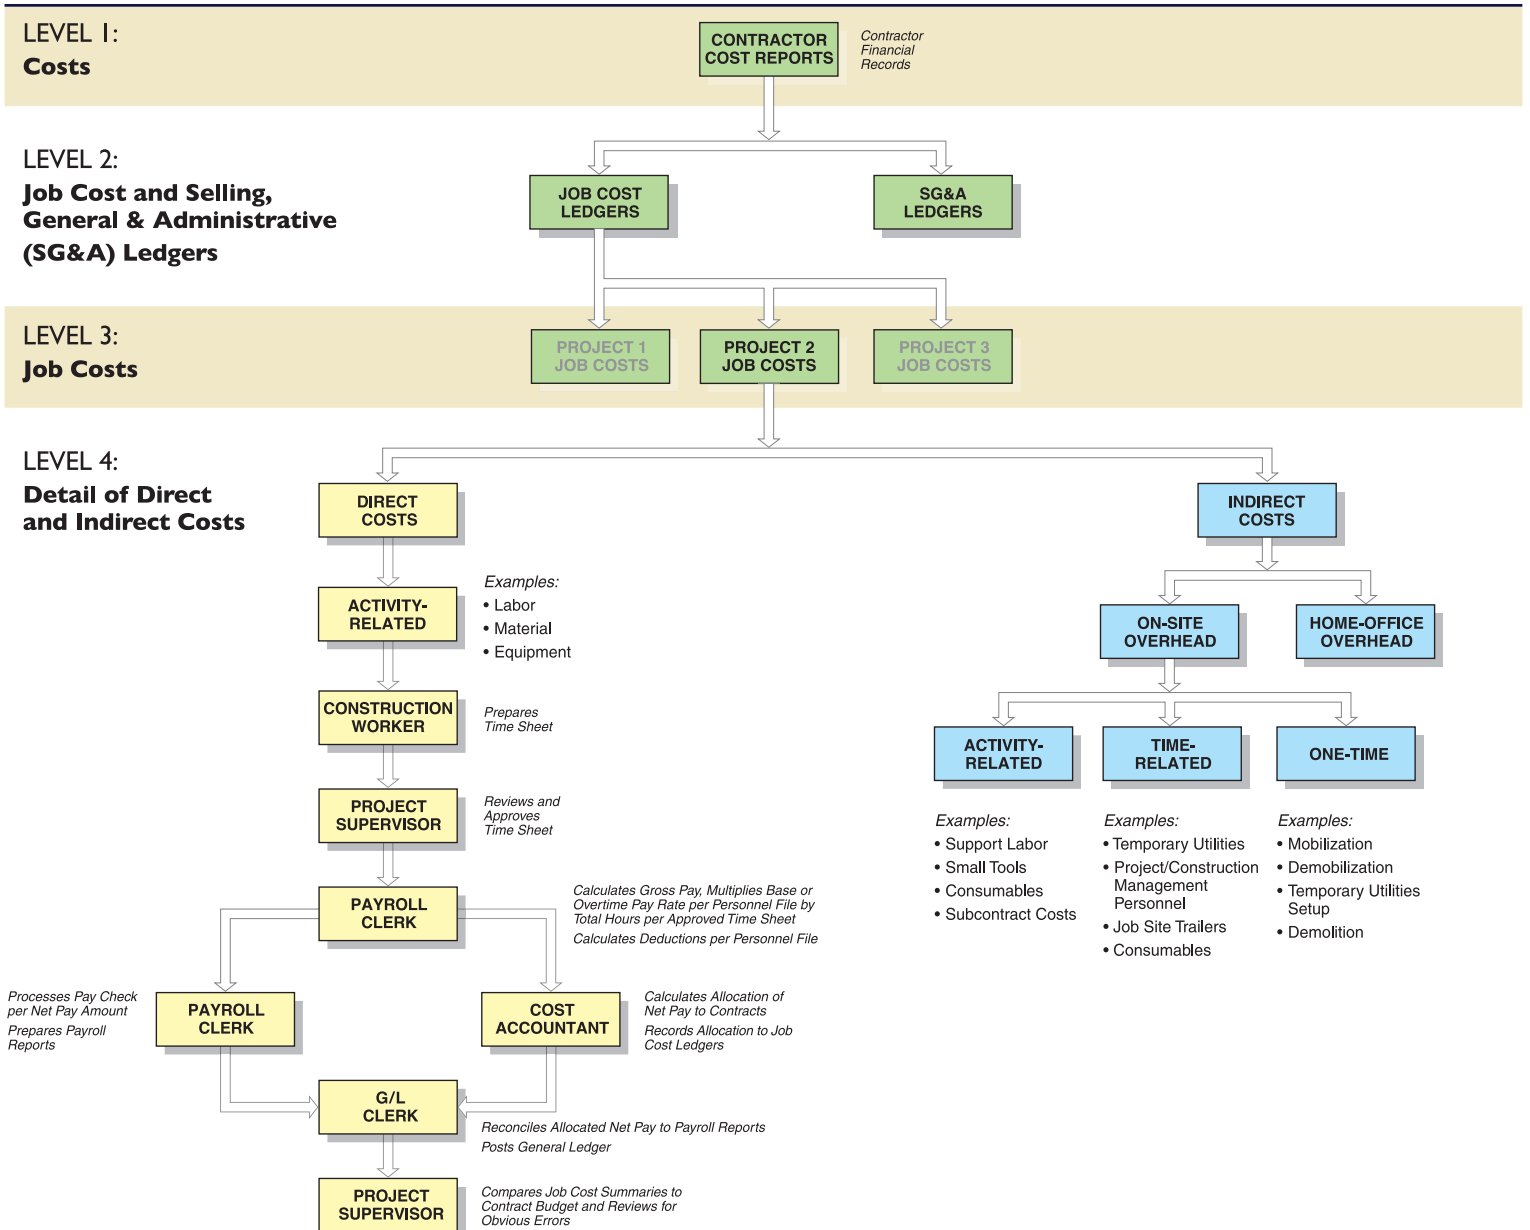 LEVEL 1:
Costs
CONTRACTOR
COST REPORTS
Contractor
Financial
Records
LEVEL 2:
Job Cost and Selling,
General & Administrative
(SG&A) Ledgers
JOB COST
LEDGERS
SG&A
LEDGERS
LEVEL 3:
Job Costs
PROJECT 1
JOB COSTS
PROJECT 2
JOB COSTS
PROJECT 3
JOB COSTS
LEVEL 4:
Detail of Direct
and Indirect Costs
DIRECT
COSTS
INDIRECT
COSTS
ACTIVITY-
RELATED
Examples:
• Labor
• Material
• Equipment
ON-SITE
OVERHEAD
HOME-OFFICE
OVERHEAD
CONSTRUCTION
WORKER
Prepares
Time Sheet
ACTIVITY-
RELATED
TIME-
RELATED
ONE-TIME
PROJECT
SUPERVISOR
Reviews and
Approves
Time Sheet
Examples:
• Support Labor
• Small Tools
• Consumables
• Subcontract Costs
Examples:
• Temporary Utilities
• Project/Construction
Management
Personnel
• Job Site Trailers
• Consumables
Examples:
• Mobilization
• Demobilization
• Temporary Utilities
Setup
• Demolition
PAYROLL
CLERK
Calculates Gross Pay, Multiplies Base or
Overtime Pay Rate per Personnel File by
Total Hours per Approved Time Sheet
Calculates Deductions per Personnel File
Processes Pay Check
per Net Pay Amount
Prepares Payroll
Reports
PAYROLL
CLERK
COST
ACCOUNTANT
Calculates Allocation of
Net Pay to Contracts
Records Allocation to Job
Cost Ledgers
G/L
CLERK
Reconciles Allocated Net Pay to Payroll Reports
Posts General Ledger
PROJECT
SUPERVISOR
Compares Job Cost Summaries to
Contract Budget and Reviews for
Obvious Errors